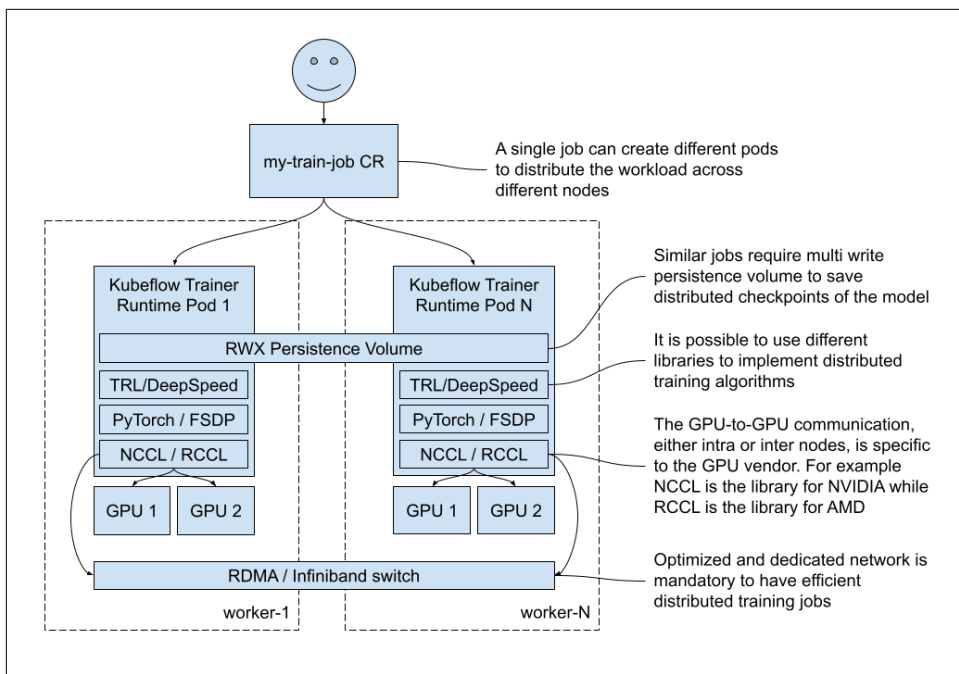 my-train-job CR
A single job can create different pods
to distribute the workload across
different nodes
Kubeflow Trainer
Runtime Pod 1
Kubeflow Trainer
Runtime Pod N
Similar jobs require multi write
persistence volume to save
distributed checkpoints of the model
RWX Persistence Volume
It is possible to use different
libraries to implement distributed
training algorithms
TRL/DeepSpeed
TRL/DeepSpeed
PyTorch / FSDP
PyTorch / FSDP
The GPU-to-GPU communication,
either intra or inter nodes, is specific
to the GPU vendor. For example
NCCL is the library for NVIDIA while
RCCL is the library for AMD
NCCL / RCCL
NCCL / RCCL
GPU 1
GPU 2
GPU 1
GPU 2
RDMA / Infiniband switch
Optimized and dedicated network is
mandatory to have efficient
distributed training jobs
worker-1
worker-N